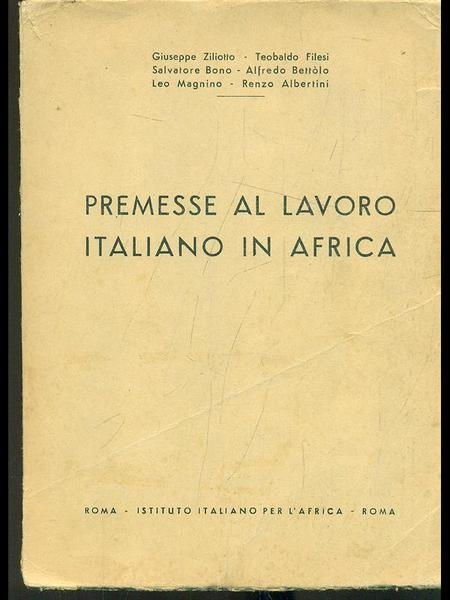 Giuseppe Ziliotto - Teobaldo Filesi
Salvatore Bono - Alfredo Bettòlo
Leo Magnino - Renzo Albertini
PREMESSE AL LAVORO
ITALIANO IN AFRICA
ROMA - ISTITUTO ITALIANO PER L'AFRICA - ROMA